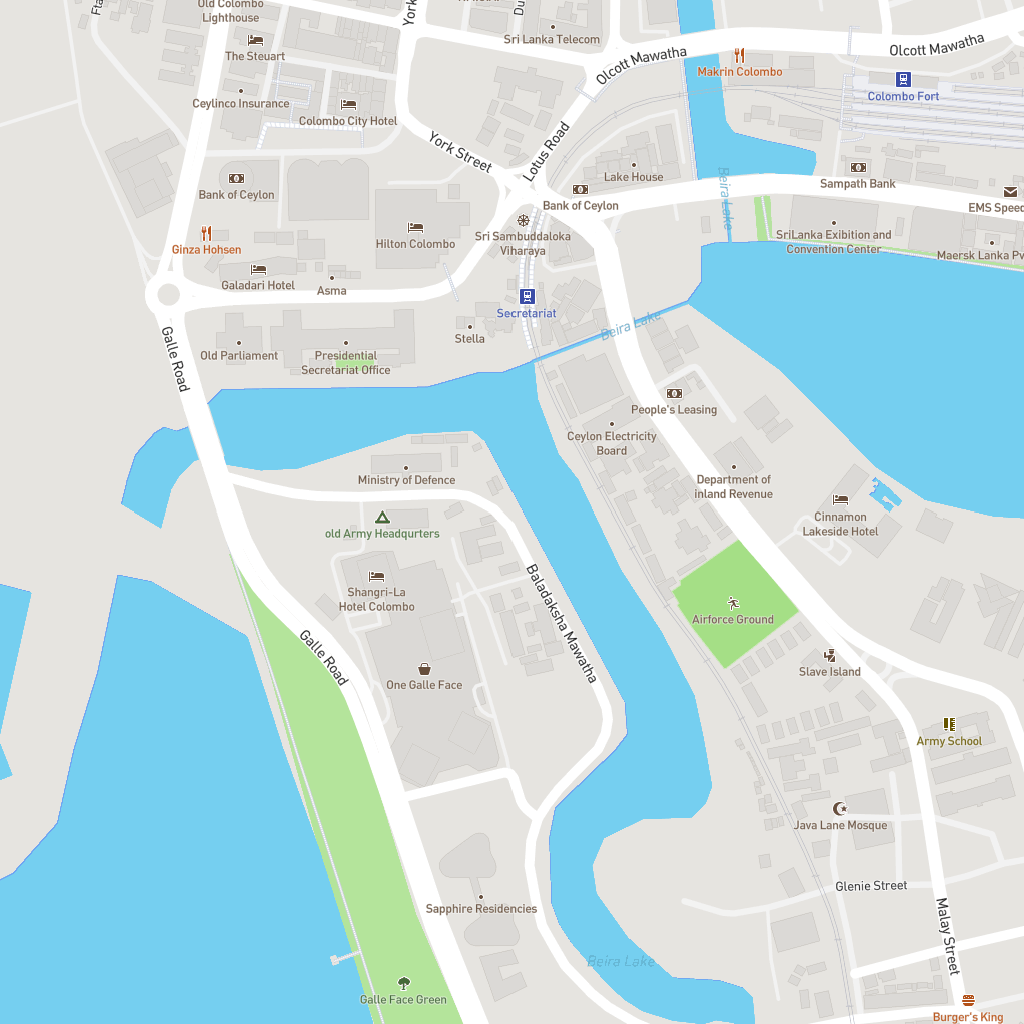 Old Colombo
Lighthouse
York
Sri Lanka Telecom
The Steuart
Olcott Mawatha
Olcott Mawatha
Makrin Colombo
Colombo Fort
Ceylinco Insurance
Colombo City Hotel
York Street
Lotus Road
Lake House
Sampath Bank
Bank of Ceylon
Bank of Ceylon
Beira Lake
EMS Speed
Hilton Colombo
Sri Sambuddaloka
Viharaya
SriLanka Exibition and
Convention Center
Ginza Hohsen
Maersk Lanka Pv
Galadari Hotel
Asma
Secretariat
Beira Lake
Stella
Galle Road
Old Parliament
Presidential
Secretariat Office
People's Leasing
Ceylon Electricity
Board
Ministry of Defence
Department of
inland Revenue
old Army Headqurters
Cinnamon
Lakeside Hotel
Shangri-La
Hotel Colombo
Baladaksha Mawatha
Airforce Ground
Galle Road
One Galle Face
Slave Island
Army School
Java Lane Mosque
Glenie Street
Sapphire Residencies
Malay Street
Beira Lake
Galle Face Green
Burger's King